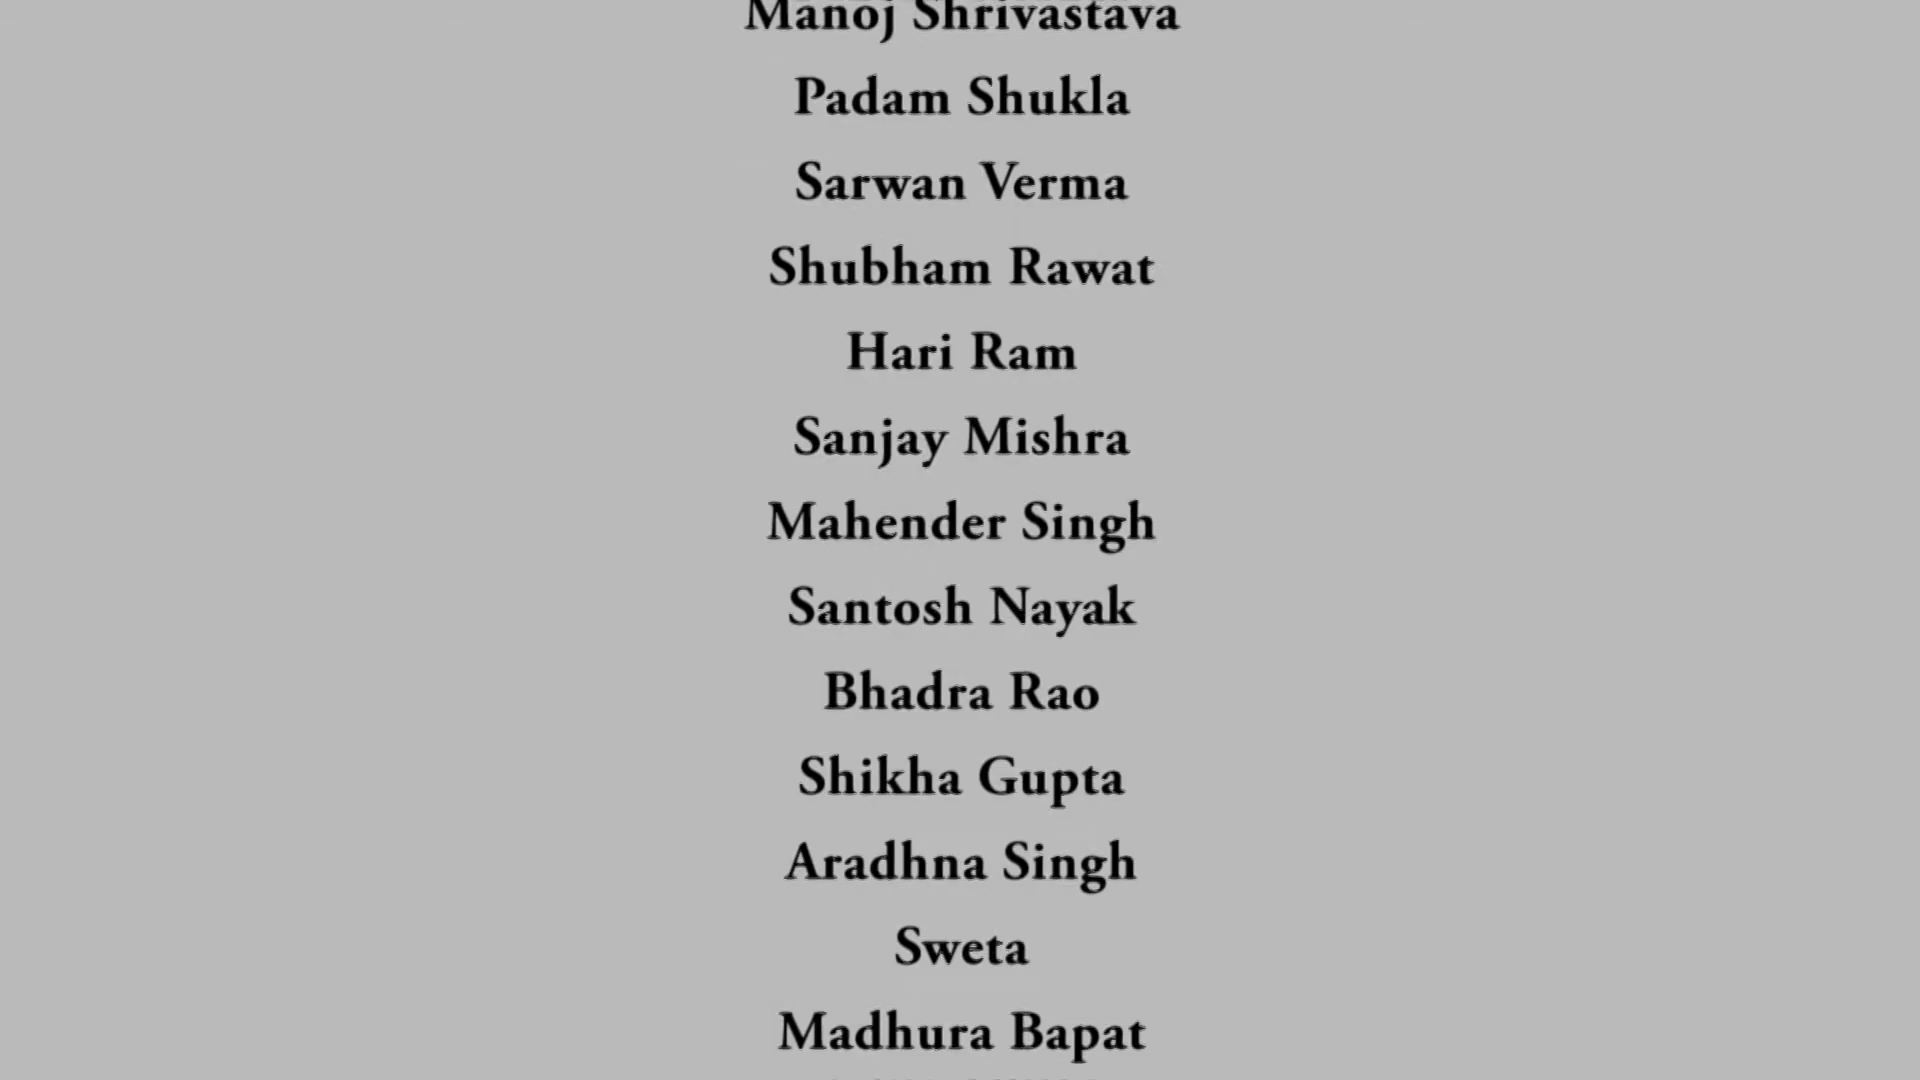 Manoj Shrivastava
Padam Shukla
Sarwan Verma
Shubham Rawat
Hari Ram
Sanjay Mishra
Mahender Singh
Santosh Nayak
Bhadra Rao
Shikha Gupta
Aradhna Singh
Sweta
Madhura Bapat